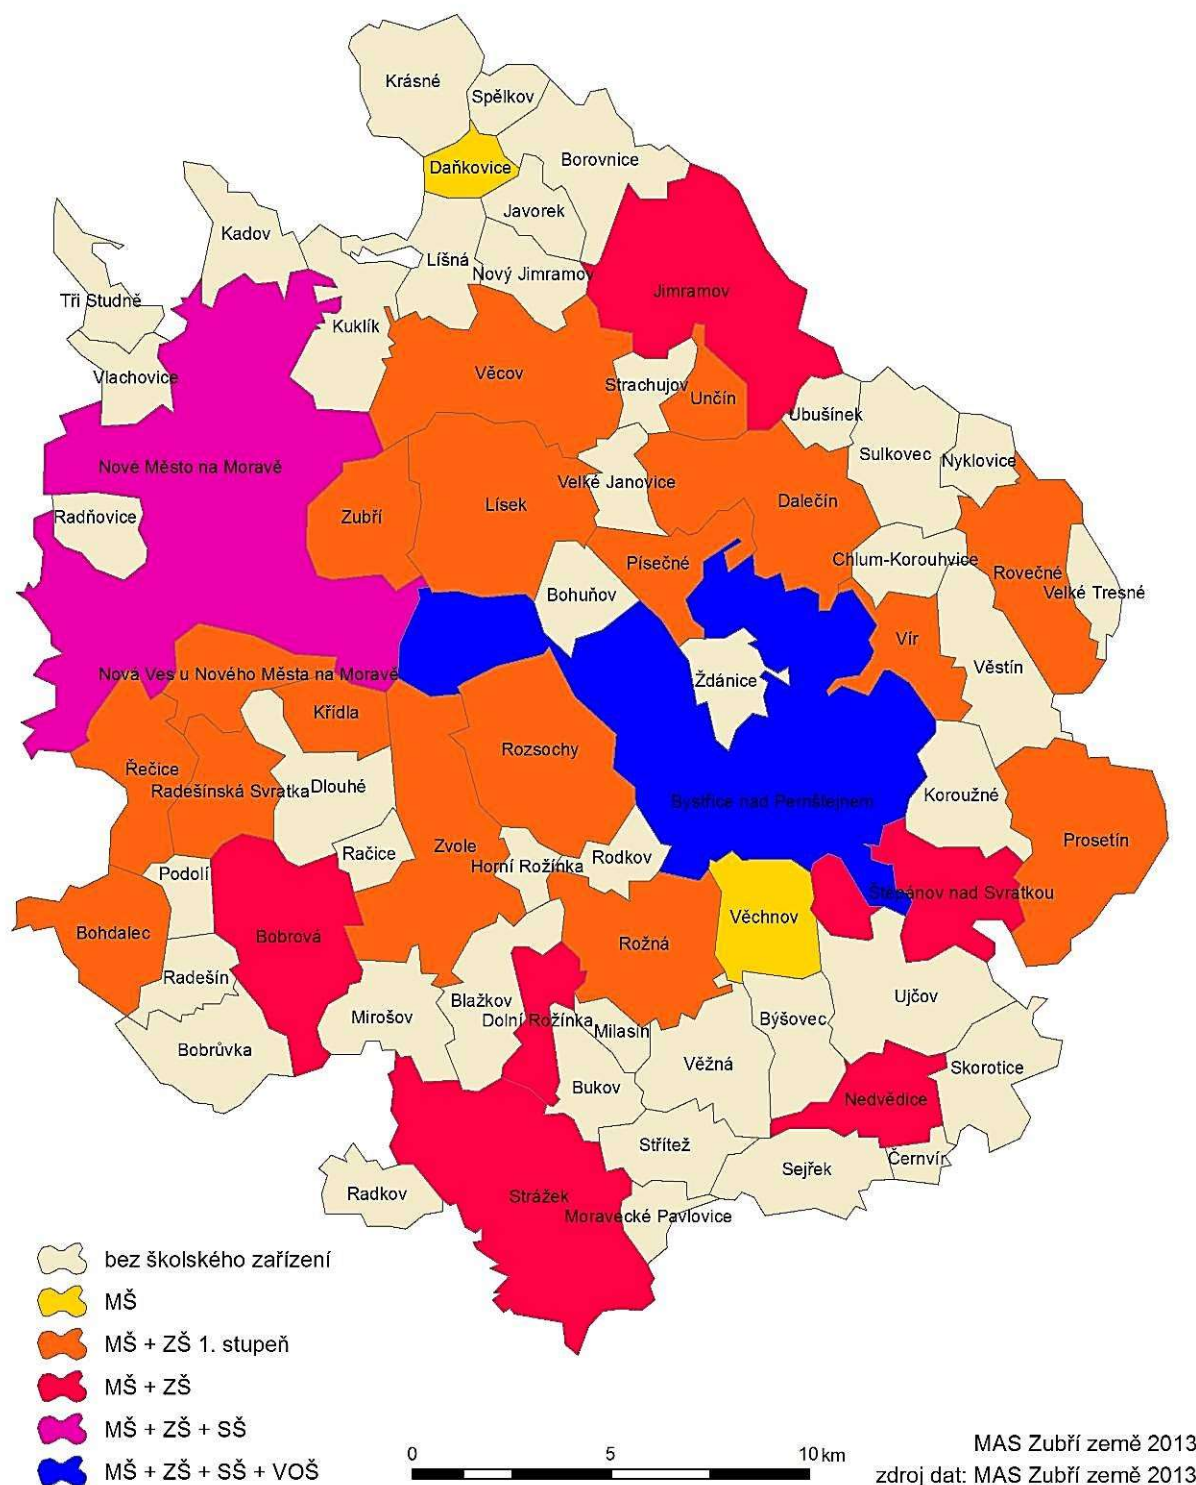 Krásné
Spělkov
Daňkovice
Borovnice
Javorek
Kadov
Líšná
Nový Jimramov
Jimramov
Tři Studně
Kuklík
Vlachovice
Věcov
Strachujov
Unčín
Ubušínek
Sulkovec
Nyklovice
Nové Město na Moravě
Radňovice
Zubří
Lísek
Velké Janovice
Dalečín
Písečné
Chlum-Korouhvice
Rovečné
Velké Tresné
Bohuňov
Vír
Věstín
Ždánice
Nová Ves u Nového Města na Moravě
Křídla
Rozsochy
Řečice
Radešínská Svratka
Dlouhé
Bystřice nad Pernštejnem
Koroužné
Prosetín
Zvole
Račice
Horní Rožínka
Rodkov
Podolí
Štěpánov nad Svratkou
Věchnov
Bohdalec
Bobrová
Rožná
Radešín
Blažkov
Ujčov
Mirošov
Dolní Rožínka
Milasín
Býšovec
Bobrůvka
Věžná
Skorotice
Bukov
Nedvědice
Střítež
Sejřek
Černvír
Radkov
Strážek
Moravecké Pavlovice
bez školského zařízení
MŠ
MŠ + ZŠ 1. stupeň
MŠ + ZŠ
MŠ + ZŠ + SŠ
MŠ + ZŠ + SŠ + VOŠ
0 5 10 km
MAS Zubří země 2013
zdroj dat: MAS Zubří země 2013